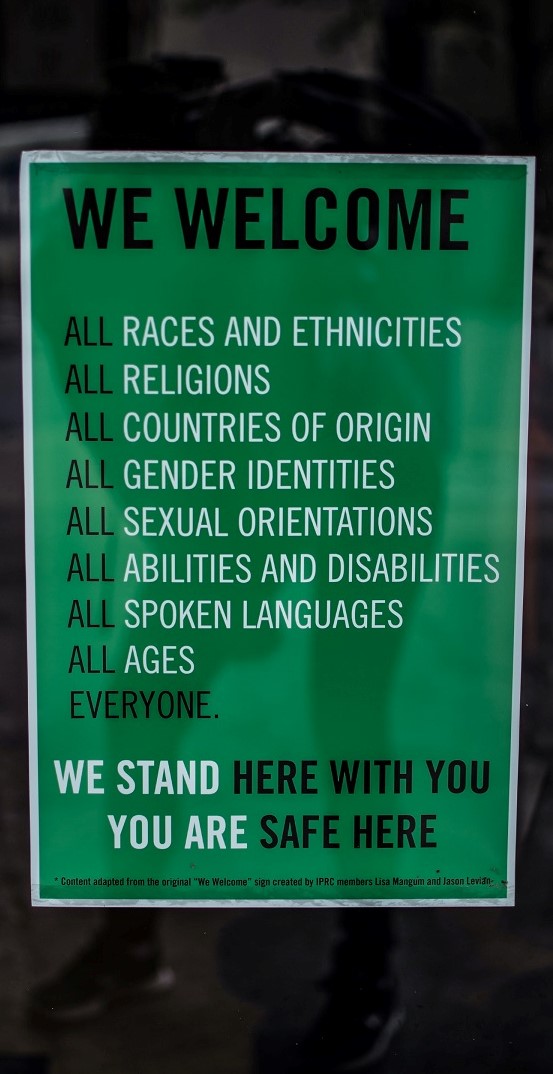 WE WELCOME
ALL RACES AND ETHNICITIES
ALL RELIGIONS
ALL COUNTRIES OF ORIGIN
ALL GENDER IDENTITIES
ALL SEXUAL ORIENTATIONS
ALL ABILITIES AND DISABILITIES
ALL SPOKEN LANGUAGES
ALL AGES
EVERYONE.
WE STAND HERE WITH YOU
YOU ARE SAFE HERE
* Content adapted from the original "We Welcome" sign created by IPRC members Lisa Mangum and Jason Levian